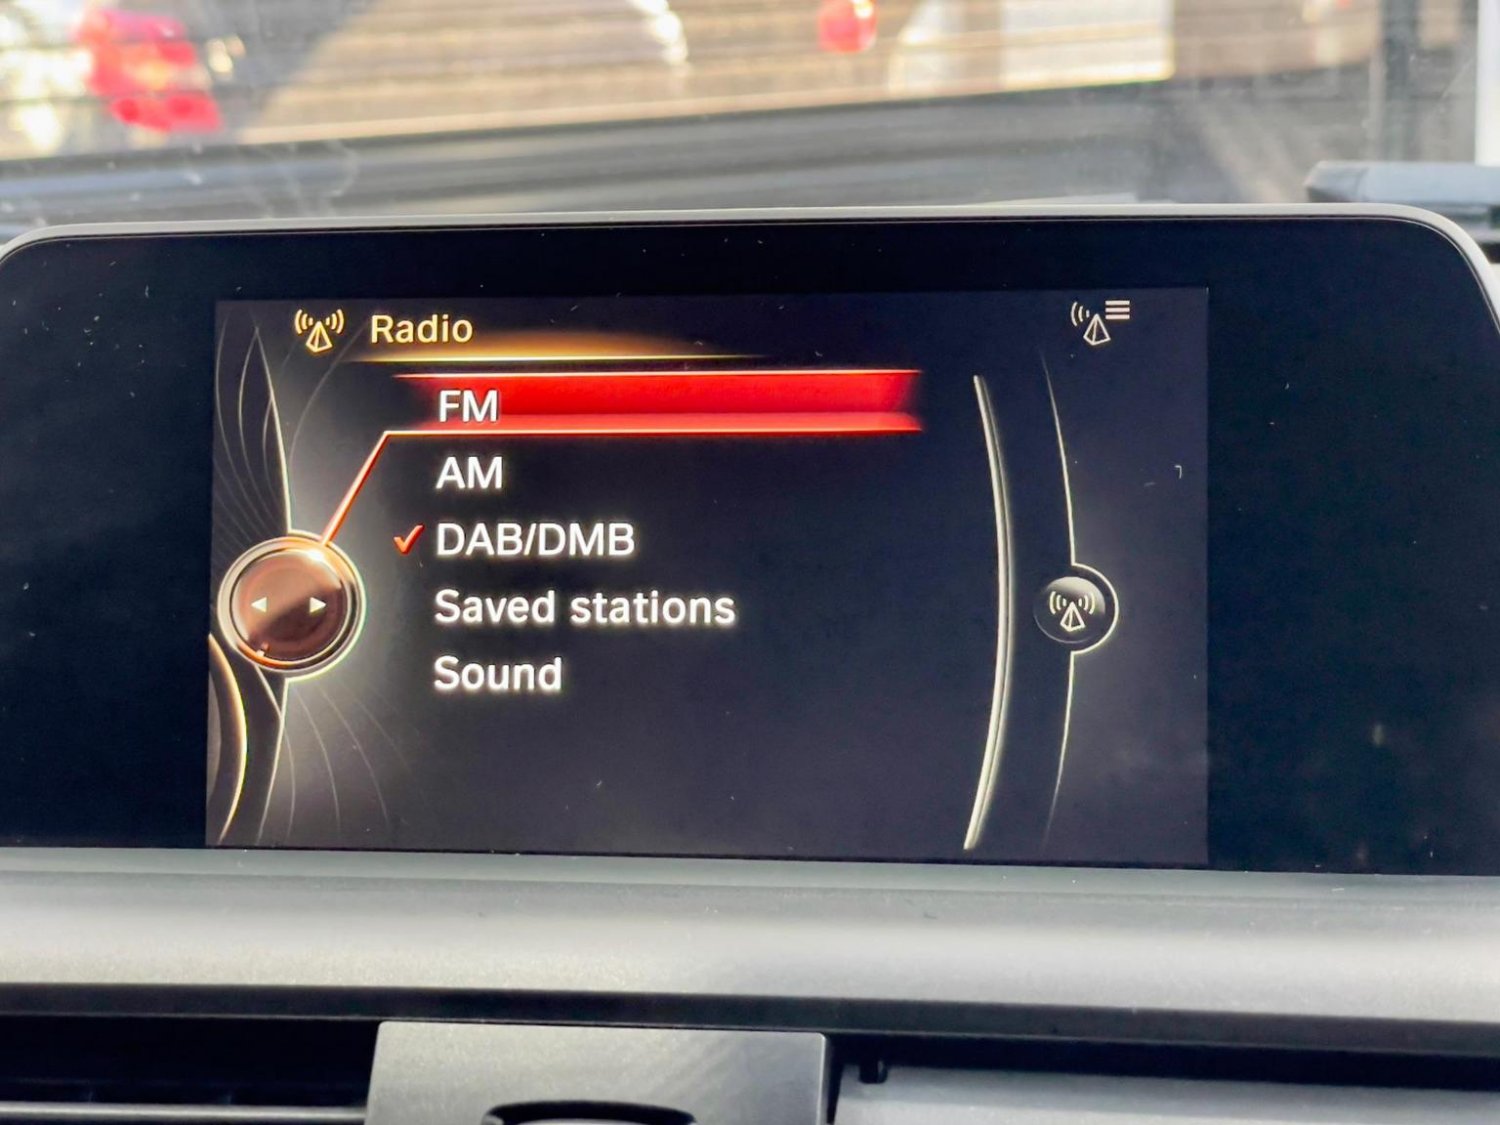 Radio
FM
AM
DAB/DMB
Saved stations
Sound